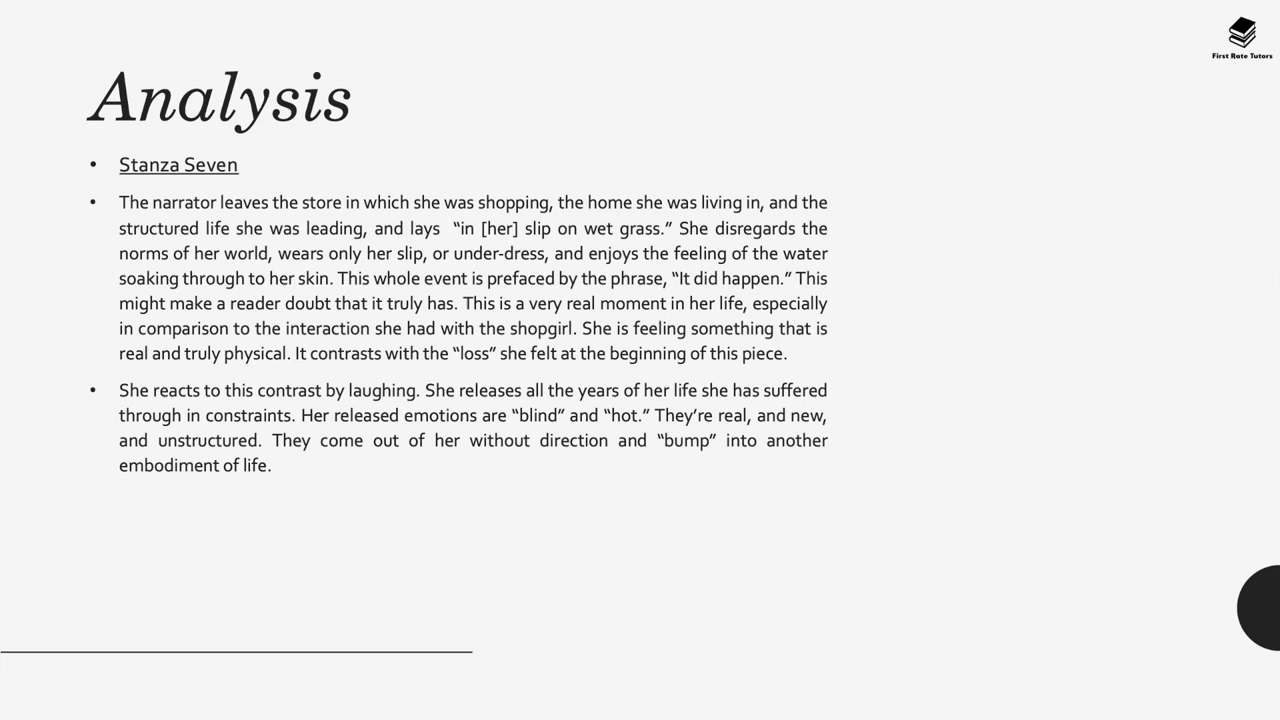 First Rate Tutors
Analysis
• Stanza Seven
• The narrator leaves the store in which she was shopping, the home she was living in, and the
structured life she was leading, and lays “in [her] slip on wet grass.” She disregards the
norms of her world, wears only her slip, or under-dress, and enjoys the feeling of the water
soaking through to her skin. This whole event is prefaced by the phrase, “It did happen.” This
might make a reader doubt that it truly has. This is a very real moment in her life, especially
in comparison to the interaction she had with the shopgirl. She is feeling something that is
real and truly physical. It contrasts with the “loss” she felt at the beginning of this piece.
• She reacts to this contrast by laughing. She releases all the years of her life she has suffered
through in constraints. Her released emotions are “blind” and “hot.” They’re real, and new,
and unstructured. They come out of her without direction and “bump” into another
embodiment of life.